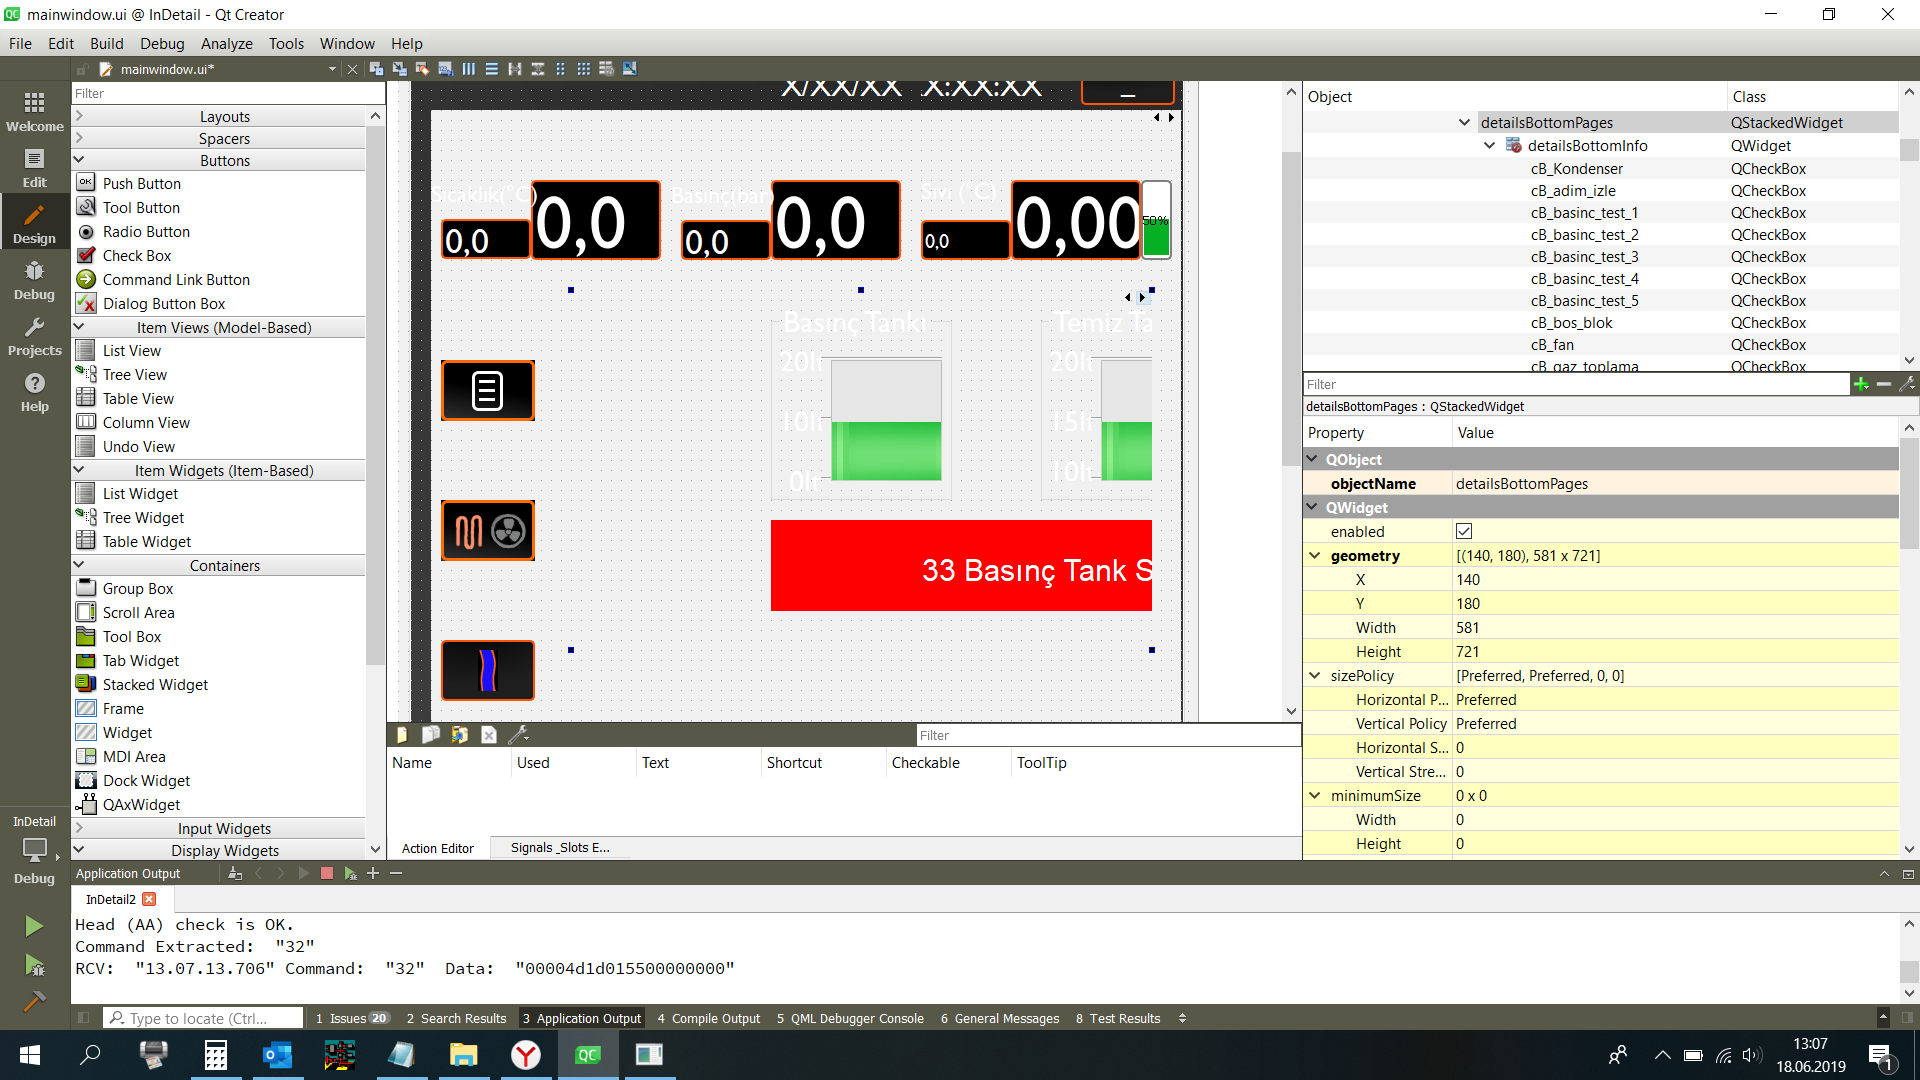 mainwindow.ui @ InDetail - Qt Creator
File Edit Build Debug Analyze Tools Window Help
mainwindow.ui*
Welcome
Edit
Design
Debug
Projects
Help
InDetail
Debug
Filter
Layouts
Spacers
Buttons
Push Button
Tool Button
Radio Button
Check Box
Command Link Button
Dialog Button Box
Item Views (Model-Based)
List View
Tree View
Table View
Column View
Undo View
Item Widgets (Item-Based)
List Widget
Tree Widget
Table Widget
Containers
Group Box
Scroll Area
Tool Box
Tab Widget
Stacked Widget
Frame
Widget
MDI Area
Dock Widget
QAxWidget
Input Widgets
Display Widgets
X/XX/XX X:XX:XX
Sıcaklık(°C) Basınç(bar) Sıvı (°C)
0,0 0,0 0,0 0,0 0,0 0,00 50%
Basınç Tankı
20lt
10lt
0lt
Temiz Ta
20lt
15lt
10lt
33 Basınç Tank S
Filter
Name Used Text Shortcut Checkable ToolTip
Action Editor Signals _Slots E...
Object Class
detailsBottomPages QStackedWidget
detailsBottomInfo QWidget
cB_Kondenser QCheckBox
cB_adim_izle QCheckBox
cB_basinc_test_1 QCheckBox
cB_basinc_test_2 QCheckBox
cB_basinc_test_3 QCheckBox
cB_basinc_test_4 QCheckBox
cB_basinc_test_5 QCheckBox
cB_bos_blok QCheckBox
cB_fan QCheckBox
cB_gaz_toplama QCheckBox
Filter
detailsBottomPages : QStackedWidget
Property Value
QObject
objectName detailsBottomPages
QWidget
enabled
geometry [(140, 180), 581 x 721]
X 140
Y 180
Width 581
Height 721
sizePolicy [Preferred, Preferred, 0, 0]
Horizontal P... Preferred
Vertical Policy Preferred
Horizontal S... 0
Vertical Stre... 0
minimumSize 0 x 0
Width 0
Height 0
Application Output
InDetail2
Head (AA) check is OK.
Command Extracted: "32"
RCV: "13.07.13.706" Command: "32" Data: "00004d1d015500000000"
Type to locate (Ctrl... 1 Issues 20 2 Search Results 3 Application Output 4 Compile Output 5 QML Debugger Console 6 General Messages 8 Test Results
13:07
18.06.2019
1